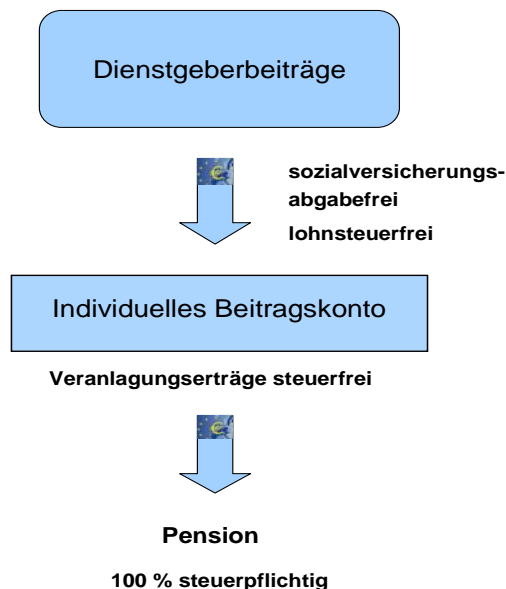 Dienstgeberbeiträge
sozialversicherungs-
abgabefrei
lohnsteuerfrei
Individuelles Beitragskonto
Veranlagungserträge steuerfrei
Pension
100 % steuerpflichtig